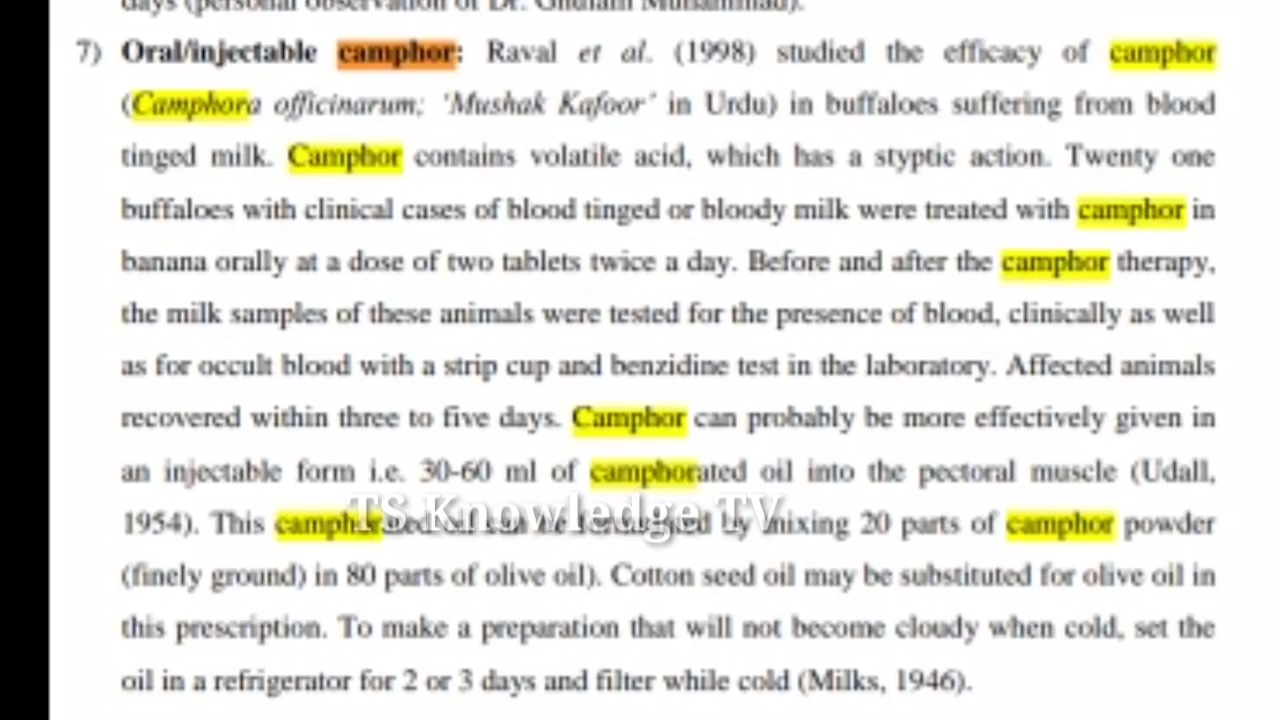 days (personal observation of Dr. Ghulam Muhammad).
7) Oral/injectable camphor: Raval et al. (1998) studied the efficacy of camphor
(Camphora officinarum; ‘Mushak Kafoor’ in Urdu) in buffaloes suffering from blood
tinged milk. Camphor contains volatile acid, which has a styptic action. Twenty one
buffaloes with clinical cases of blood tinged or bloody milk were treated with camphor in
banana orally at a dose of two tablets twice a day. Before and after the camphor therapy,
the milk samples of these animals were tested for the presence of blood, clinically as well
as for occult blood with a strip cup and benzidine test in the laboratory. Affected animals
recovered within three to five days. Camphor can probably be more effectively given in
an injectable form i.e. 30-60 ml of camphorated oil into the pectoral muscle (Udall,
TS Knowledge TV
1954). This camphorated oil can be by mixing 20 parts of camphor powder
(finely ground) in 80 parts of olive oil). Cotton seed oil may be substituted for olive oil in
this prescription. To make a preparation that will not become cloudy when cold, set the
oil in a refrigerator for 2 or 3 days and filter while cold (Milks, 1946).